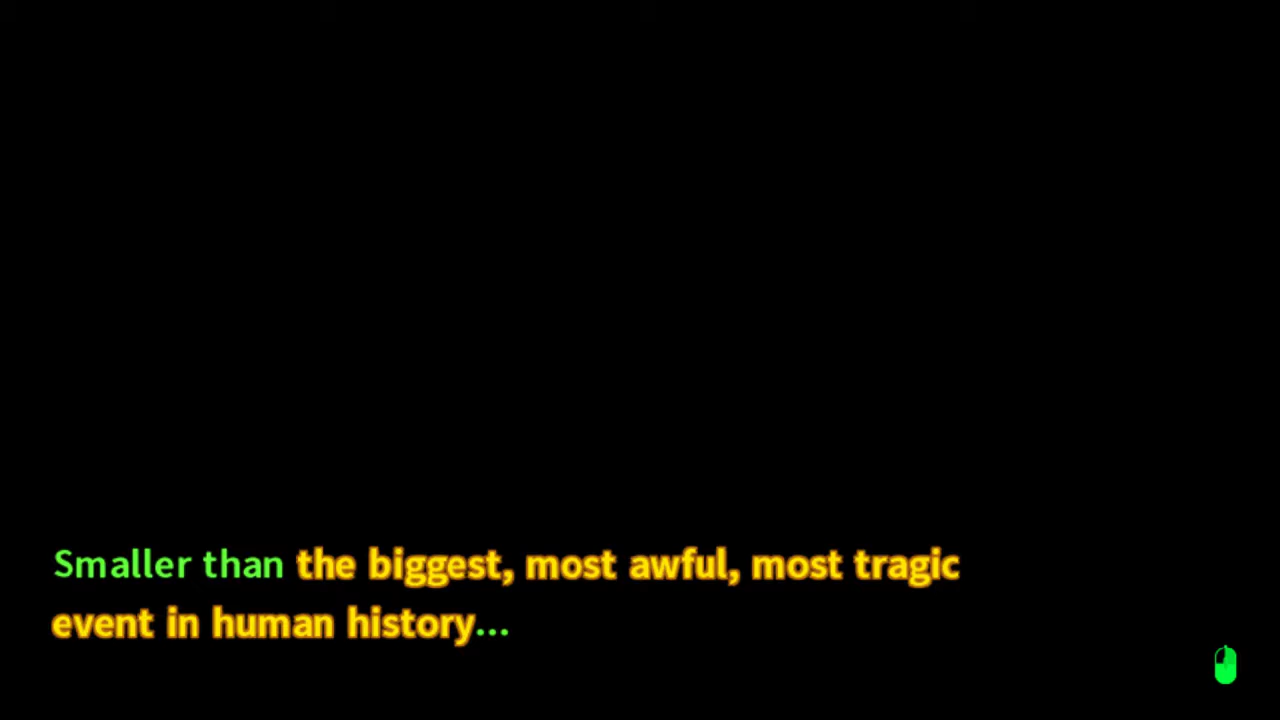 Smaller than the biggest, most awful, most tragic
event in human history...